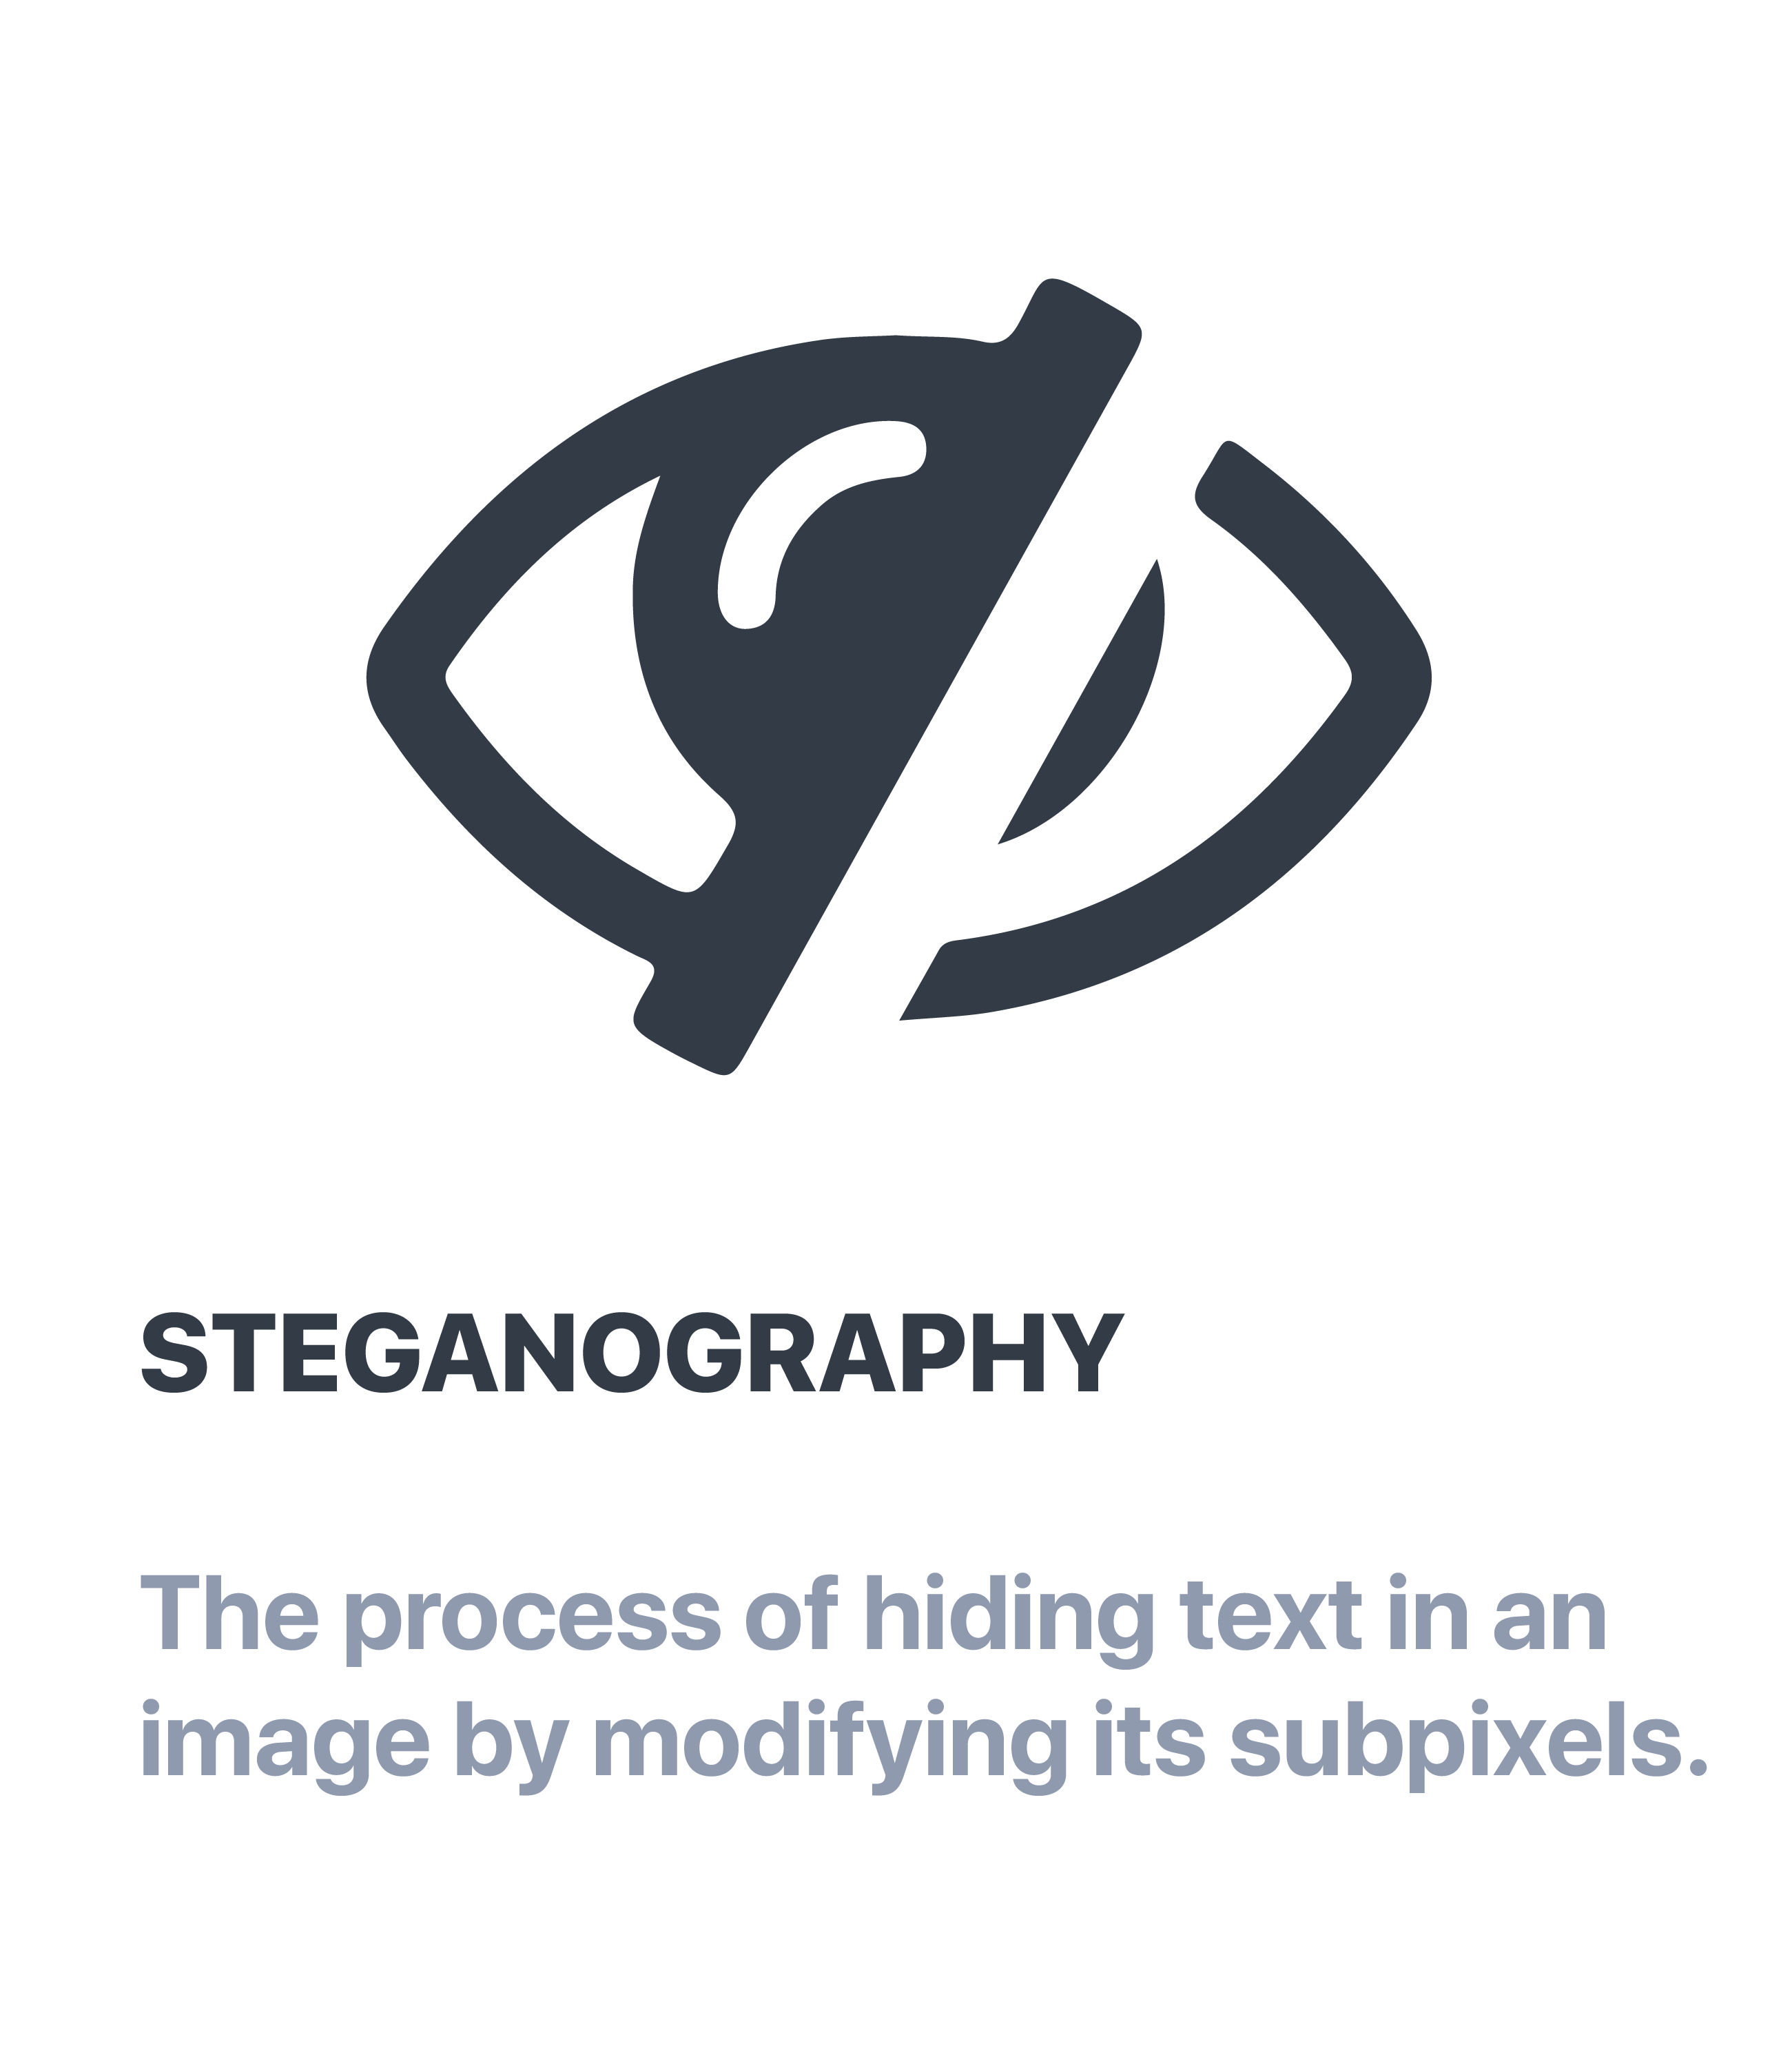 STEGANOGRAPHY
The process of hiding text in an
image by modifying its subpixels.